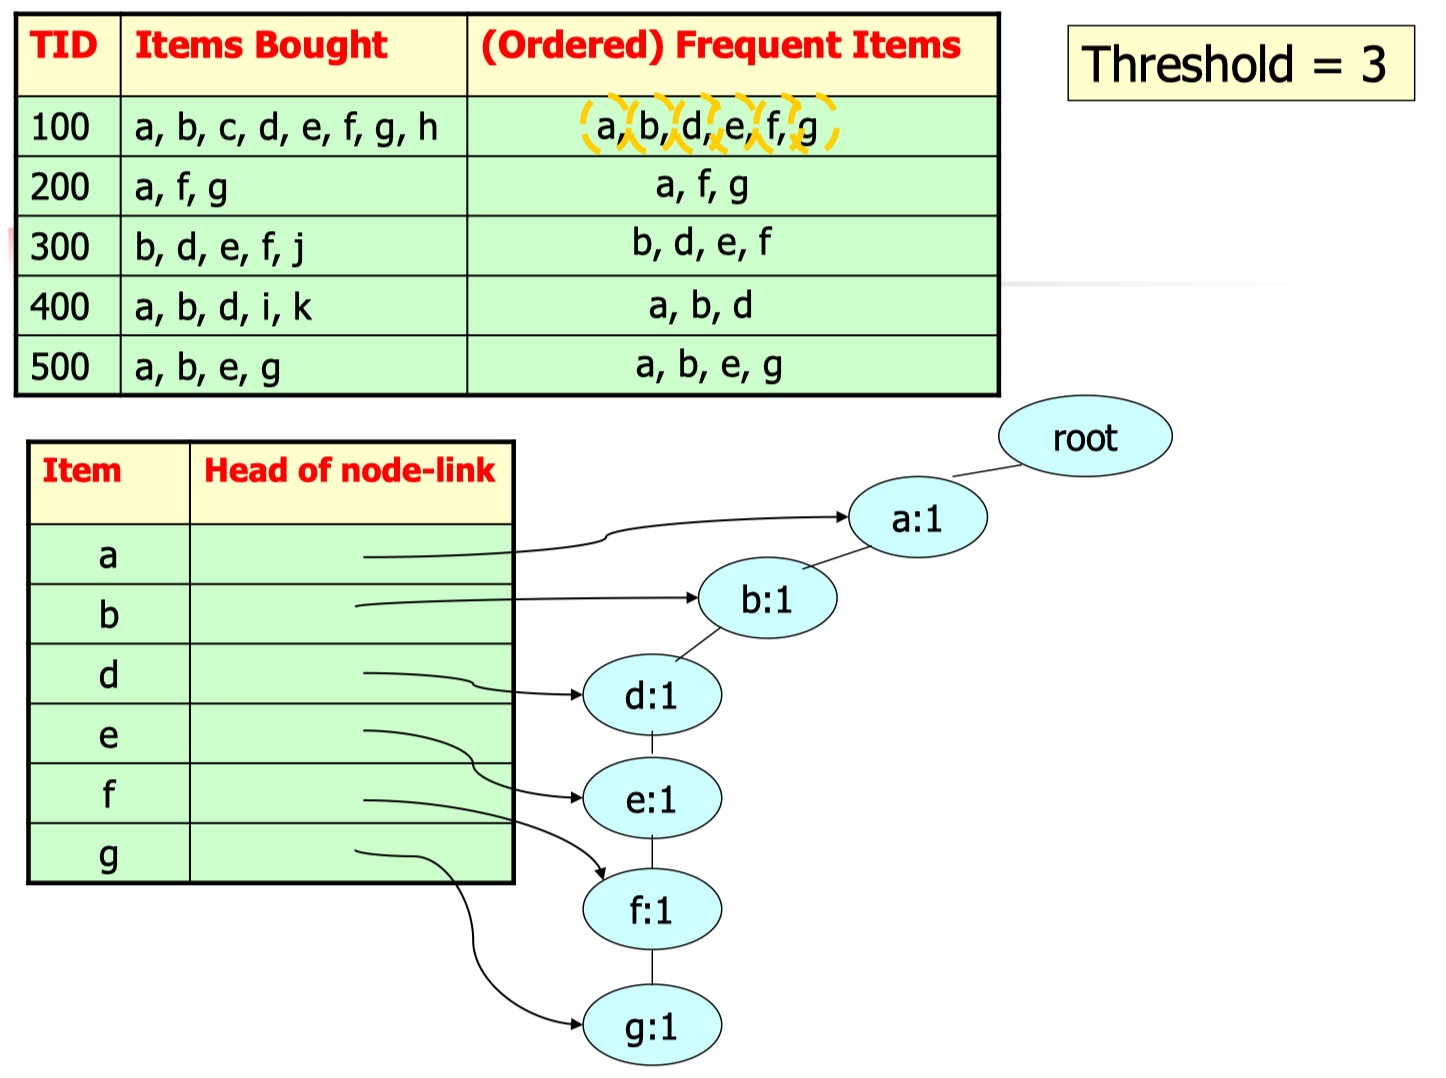 TID Items Bought (Ordered) Frequent Items
100 a, b, c, d, e, f, g, h a, b, d, e, f, g
200 a, f, g a, f, g
300 b, d, e, f, j b, d, e, f
400 a, b, d, i, k a, b, d
500 a, b, e, g a, b, e, g
Threshold = 3
Item Head of node-link
a
b
d
e
f
g
root
a:1
b:1
d:1
e:1
f:1
g:1